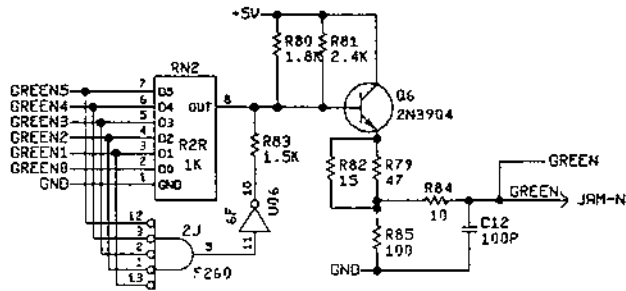 +5V
R80
1.8K
R81
2.4K
RN2
GREEN5 7 D5
GREEN4 6 D4
GREEN3 5 D3
GREEN2 4 D2
GREEN1 3 D1
GREEN0 2 D0
GND 1 GND
OUT 8
R2R
1K
Q6
2N3904
R83
1.5K
10
6F
U06
11
R82
15
R79
47
R84
10
GREEN
GREEN
JAM-N
C12
100P
R85
100
GND
12
3
2
1
13
2J
F260